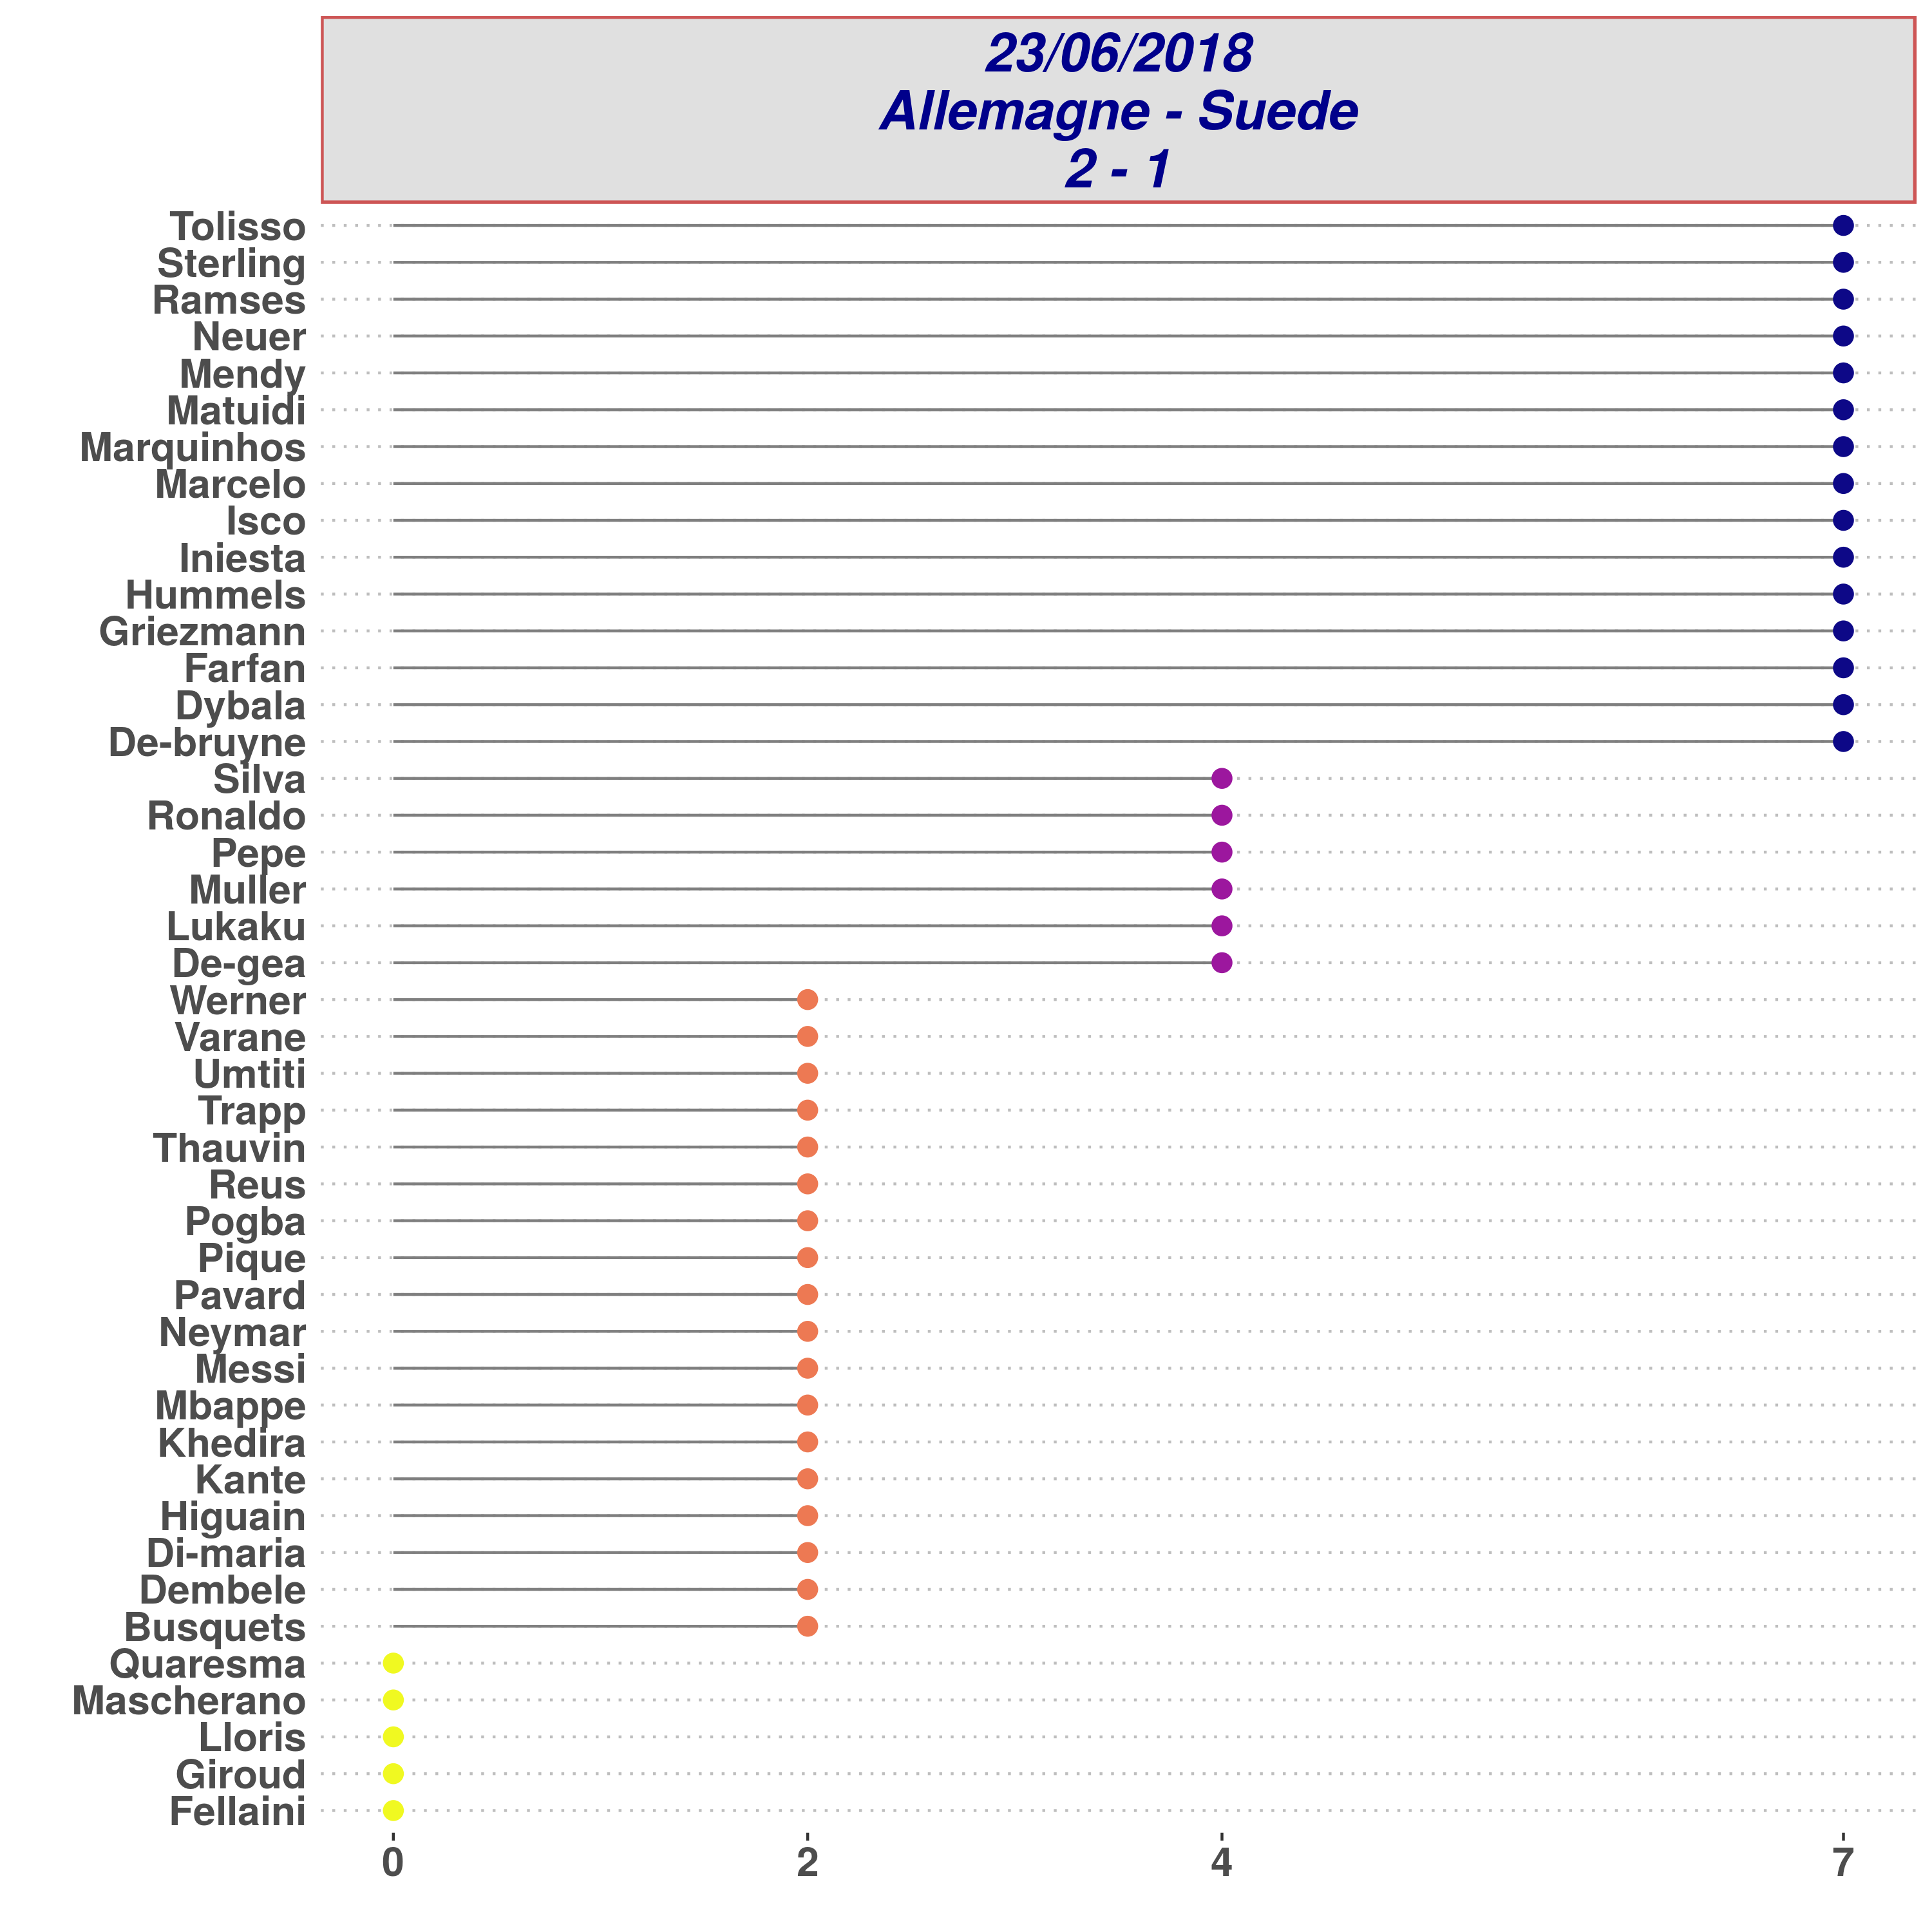 23/06/2018
Allemagne - Suede
2 - 1
Tolisso
Sterling
Ramses
Neuer
Mendy
Matuidi
Marquinhos
Marcelo
Isco
Iniesta
Hummels
Griezmann
Farfan
Dybala
De-bruyne
Silva
Ronaldo
Pepe
Muller
Lukaku
De-gea
Werner
Varane
Umtiti
Trapp
Thauvin
Reus
Pogba
Pique
Pavard
Neymar
Messi
Mbappe
Khedira
Kante
Higuain
Di-maria
Dembele
Busquets
Quaresma
Mascherano
Lloris
Giroud
Fellaini
0 2 4 7